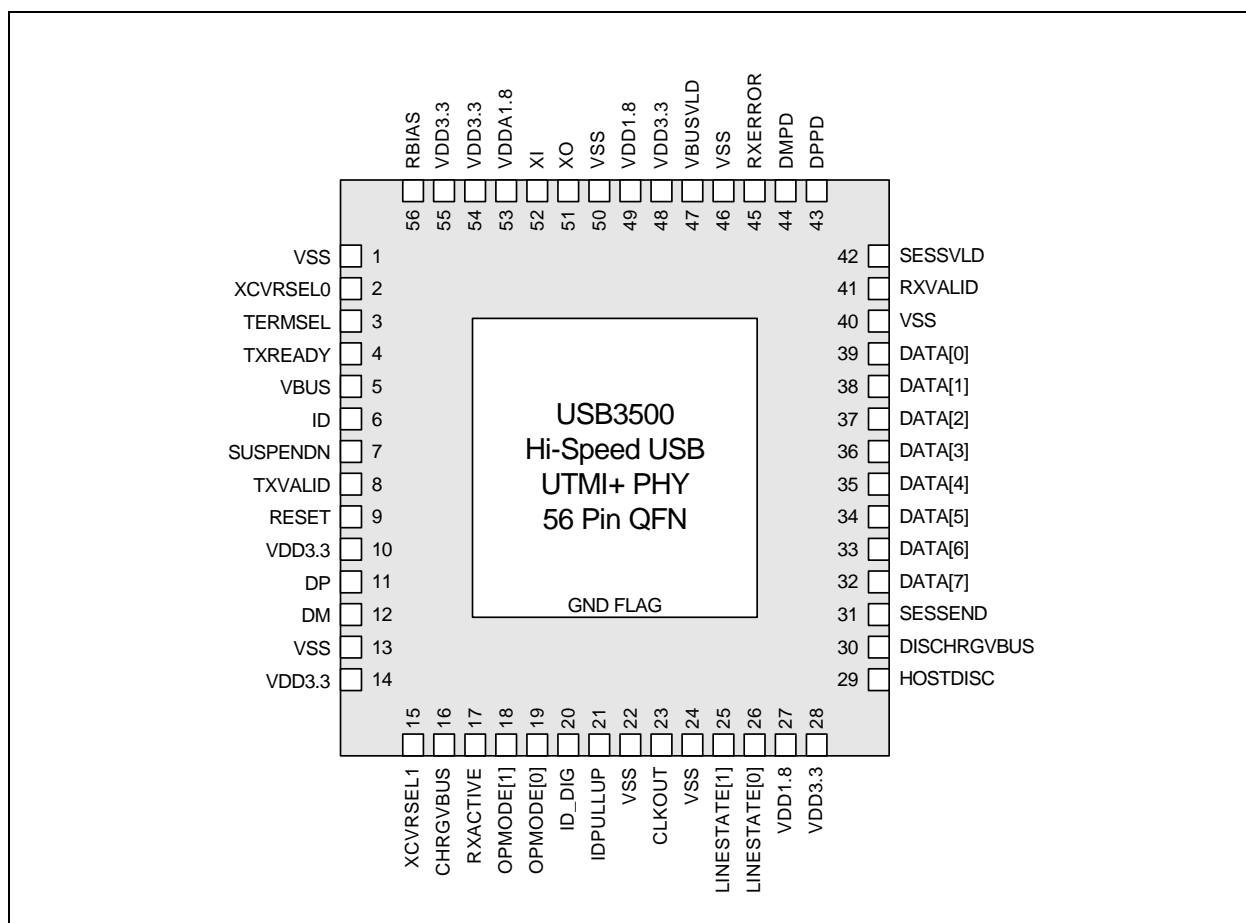 RBIAS
VDD3.3
VDD3.3
VDDA1.8
XI
XO
VSS
VDD1.8
VDD3.3
VBUSVLD
VSS
RXERROR
DMPD
DPPD
56
55
54
53
52
51
50
49
48
47
46
45
44
43
VSS 1
XCVRSEL0 2
TERMSEL 3
TXREADY 4
VBUS 5
ID 6
SUSPENDN 7
TXVALID 8
RESET 9
VDD3.3 10
DP 11
DM 12
VSS 13
VDD3.3 14
USB3500
Hi-Speed USB
UTMI+ PHY
56 Pin QFN
GND FLAG
42 SESSVLD
41 RXVALID
40 VSS
39 DATA[0]
38 DATA[1]
37 DATA[2]
36 DATA[3]
35 DATA[4]
34 DATA[5]
33 DATA[6]
32 DATA[7]
31 SESSEND
30 DISCHRGVBUS
29 HOSTDISC
15
16
17
18
19
20
21
22
23
24
25
26
27
28
XCVRSEL1
CHRGVBUS
RXACTIVE
OPMODE[1]
OPMODE[0]
ID_DIG
IDPULLUP
VSS
CLKOUT
VSS
LINESTATE[1]
LINESTATE[0]
VDD1.8
VDD3.3